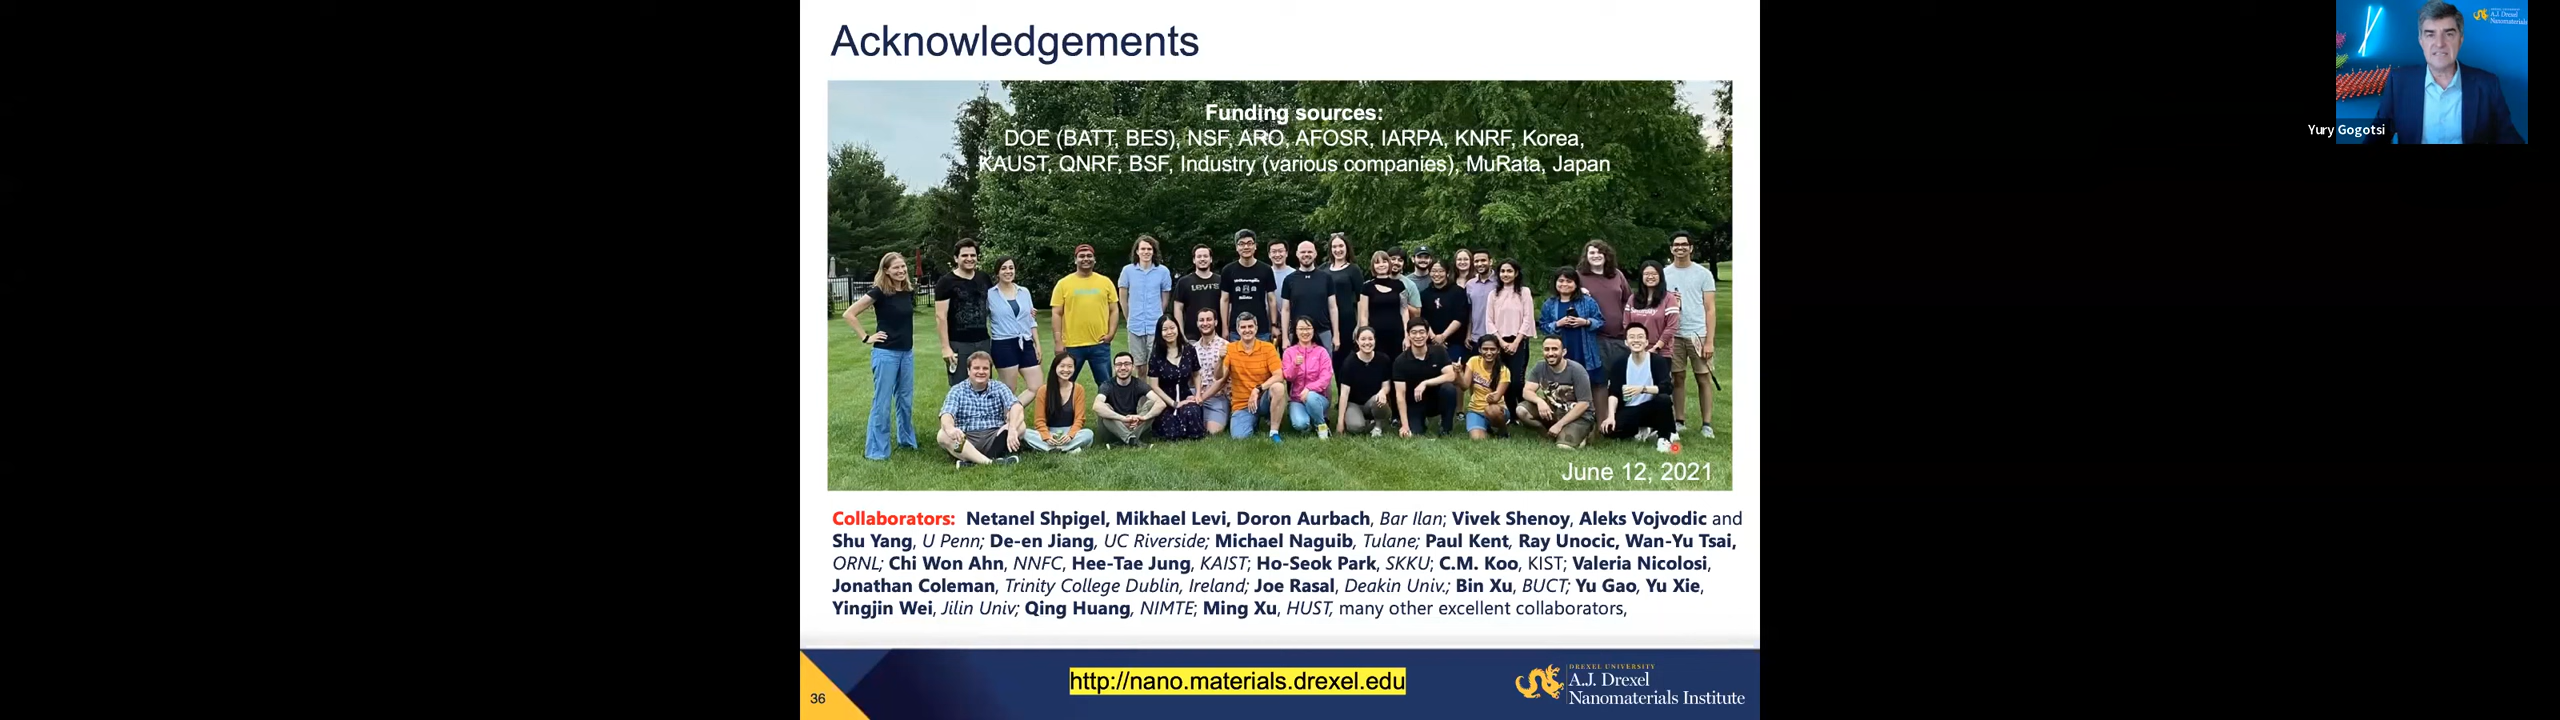 Acknowledgements
Funding sources:
DOE (BATT, BES), NSF, ARO, AFOSR, IARPA, KNRF, Korea,
KAUST, QNRF, BSF, Industry (various companies), MuRata, Japan
LEVI'S
June 12, 2021
Collaborators: Netanel Shpigel, Mikhael Levi, Doron Aurbach, Bar Ilan; Vivek Shenoy, Aleks Vojvodic and
Shu Yang, U Penn; De-en Jiang, UC Riverside; Michael Naguib, Tulane; Paul Kent, Ray Unocic, Wan-Yu Tsai,
ORNL; Chi Won Ahn, NNFC, Hee-Tae Jung, KAIST; Ho-Seok Park, SKKU; C.M. Koo, KIST; Valeria Nicolosi,
Jonathan Coleman, Trinity College Dublin, Ireland; Joe Rasal, Deakin Univ.; Bin Xu, BUCT; Yu Gao, Yu Xie,
Yingjin Wei, Jilin Univ; Qing Huang, NIMTE; Ming Xu, HUST, many other excellent collaborators,
36
http://nano.materials.drexel.edu
DREXEL UNIVERSITY
A.J. Drexel
Nanomaterials Institute
DREXEL UNIVERSITY
A.J. Drexel
Nanomaterials
Yury Gogotsi